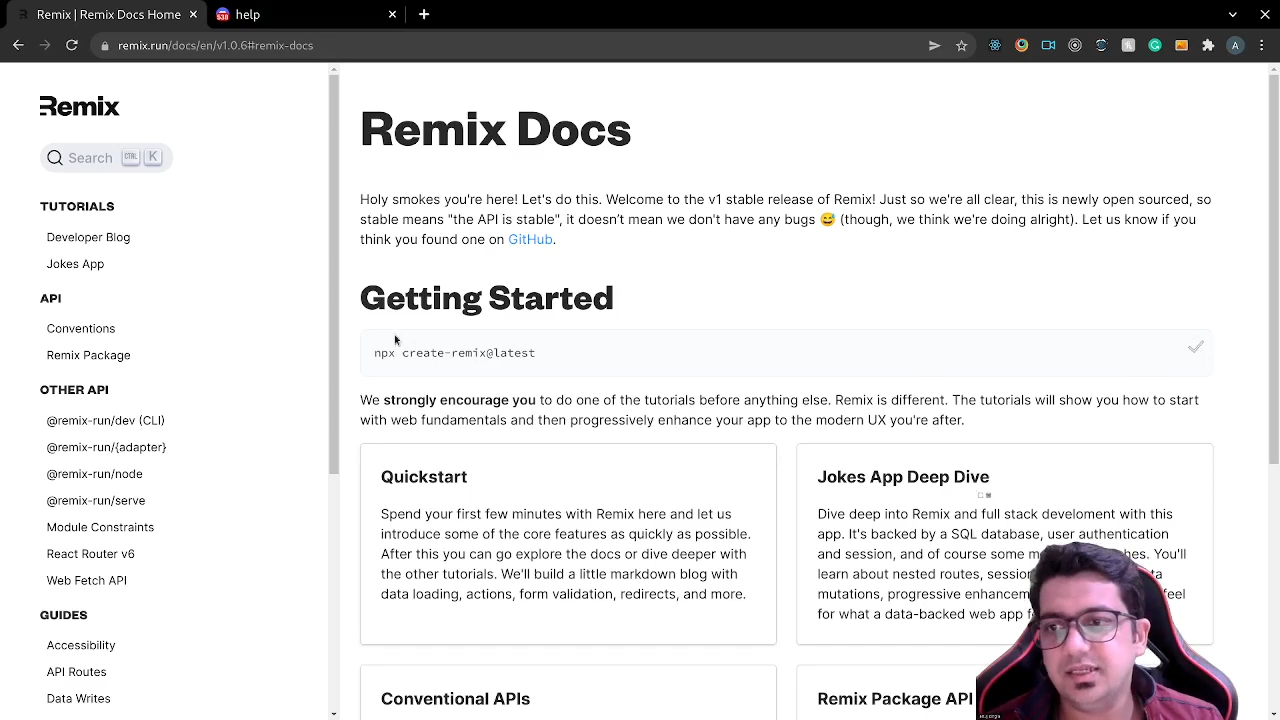 Remix | Remix Docs Home
help
remix.run/docs/en/v1.0.6#remix-docs
A
Remix
Search CTRL K
TUTORIALS
Developer Blog
Jokes App
API
Conventions
Remix Package
OTHER API
@remix-run/dev (CLI)
@remix-run/{adapter}
@remix-run/node
@remix-run/serve
Module Constraints
React Router v6
Web Fetch API
GUIDES
Accessibility
API Routes
Data Writes
Remix Docs
Holy smokes you're here! Let's do this. Welcome to the v1 stable release of Remix! Just so we're all clear, this is newly open sourced, so
stable means "the API is stable", it doesn’t mean we don't have any bugs 😅 (though, we think we're doing alright). Let us know if you
think you found one on GitHub.
Getting Started
npx create-remix@latest
We strongly encourage you to do one of the tutorials before anything else. Remix is different. The tutorials will show you how to start
with web fundamentals and then progressively enhance your app to the modern UX you're after.
Quickstart
Spend your first few minutes with Remix here and let us
introduce some of the core features as quickly as possible.
After this you can go explore the docs or dive deeper with
the other tutorials. We'll build a little markdown blog with
data loading, actions, form validation, redirects, and more.
Jokes App Deep Dive
Dive deep into Remix and full stack develoment with this
app. It's backed by a SQL database, user authentication
and session, and of course some You'll
learn about nested routes,
mutations, progressive feel
for what a data-backed web app
Conventional APIs
Remix Package API